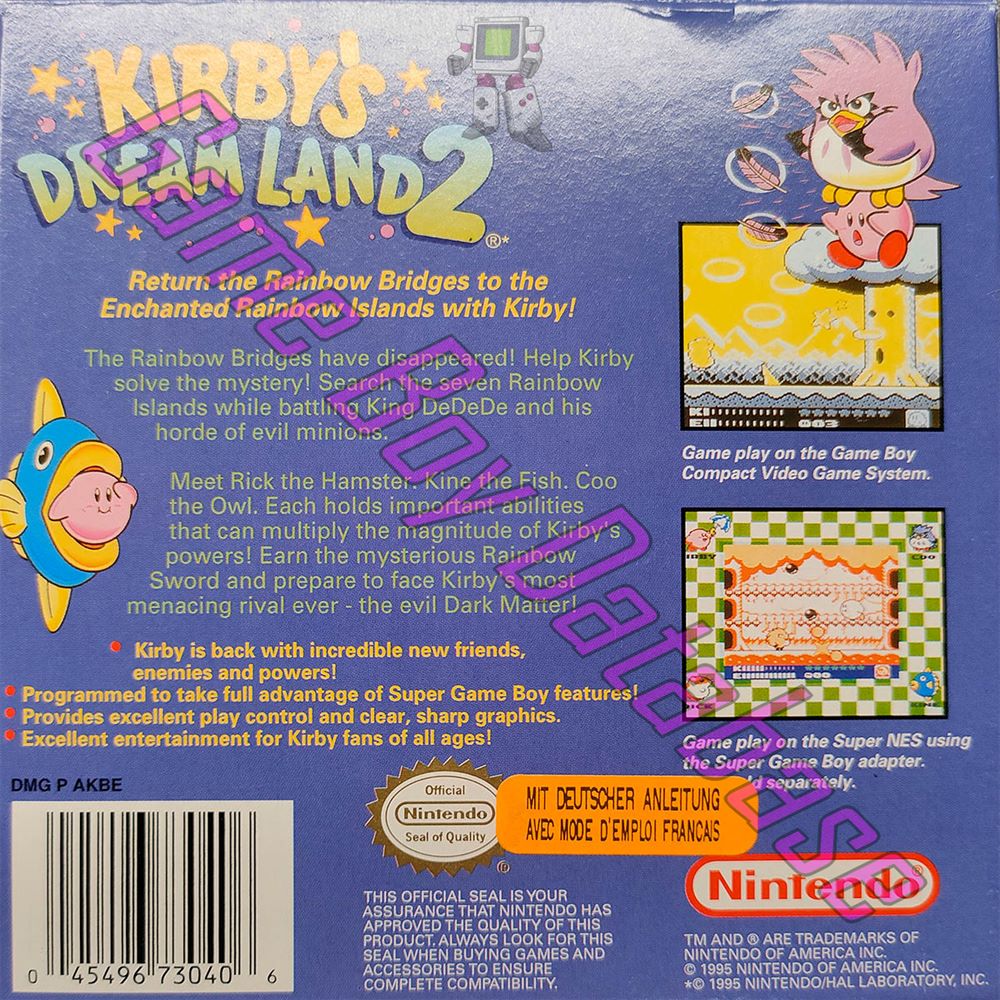 KIRBY'S
DREAM LAND 2
®*
Return the Rainbow Bridges to the
Enchanted Rainbow Islands with Kirby!
The Rainbow Bridges have disappeared! Help Kirby
solve the mystery! Search the seven Rainbow
Islands while battling King DeDeDe and his
horde of evil minions.
Meet Rick the Hamster. Kine the Fish. Coo
the Owl. Each holds important abilities
that can multiply the magnitude of Kirby's
powers! Earn the mysterious Rainbow
Sword and prepare to face Kirby's most
menacing rival ever - the evil Dark Matter!
• Kirby is back with incredible new friends,
enemies and powers!
• Programmed to take full advantage of Super Game Boy features!
• Provides excellent play control and clear, sharp graphics.
• Excellent entertainment for Kirby fans of all ages!
003
Game play on the Game Boy
Compact Video Game System.
IRBY
COO
RICK
KINE
Game play on the Super NES using
the Super Game Boy adapter.
ld separately.
Game Boy Database
DMG P AKBE
0 45496 73040 6
Official
Nintendo
Seal of Quality
®
MIT DEUTSCHER ANLEITUNG
AVEC MODE D'EMPLOI FRANCAIS
THIS OFFICIAL SEAL IS YOUR
ASSURANCE THAT NINTENDO HAS
APPROVED THE QUALITY OF THIS
PRODUCT. ALWAYS LOOK FOR THIS
SEAL WHEN BUYING GAMES AND
ACCESSORIES TO ENSURE
COMPLETE COMPATIBILITY.
Nintendo®
TM AND ® ARE TRADEMARKS OF
NINTENDO OF AMERICA INC.
© 1995 NINTENDO OF AMERICA INC.
*© 1995 NINTENDO/HAL LABORATORY, INC.